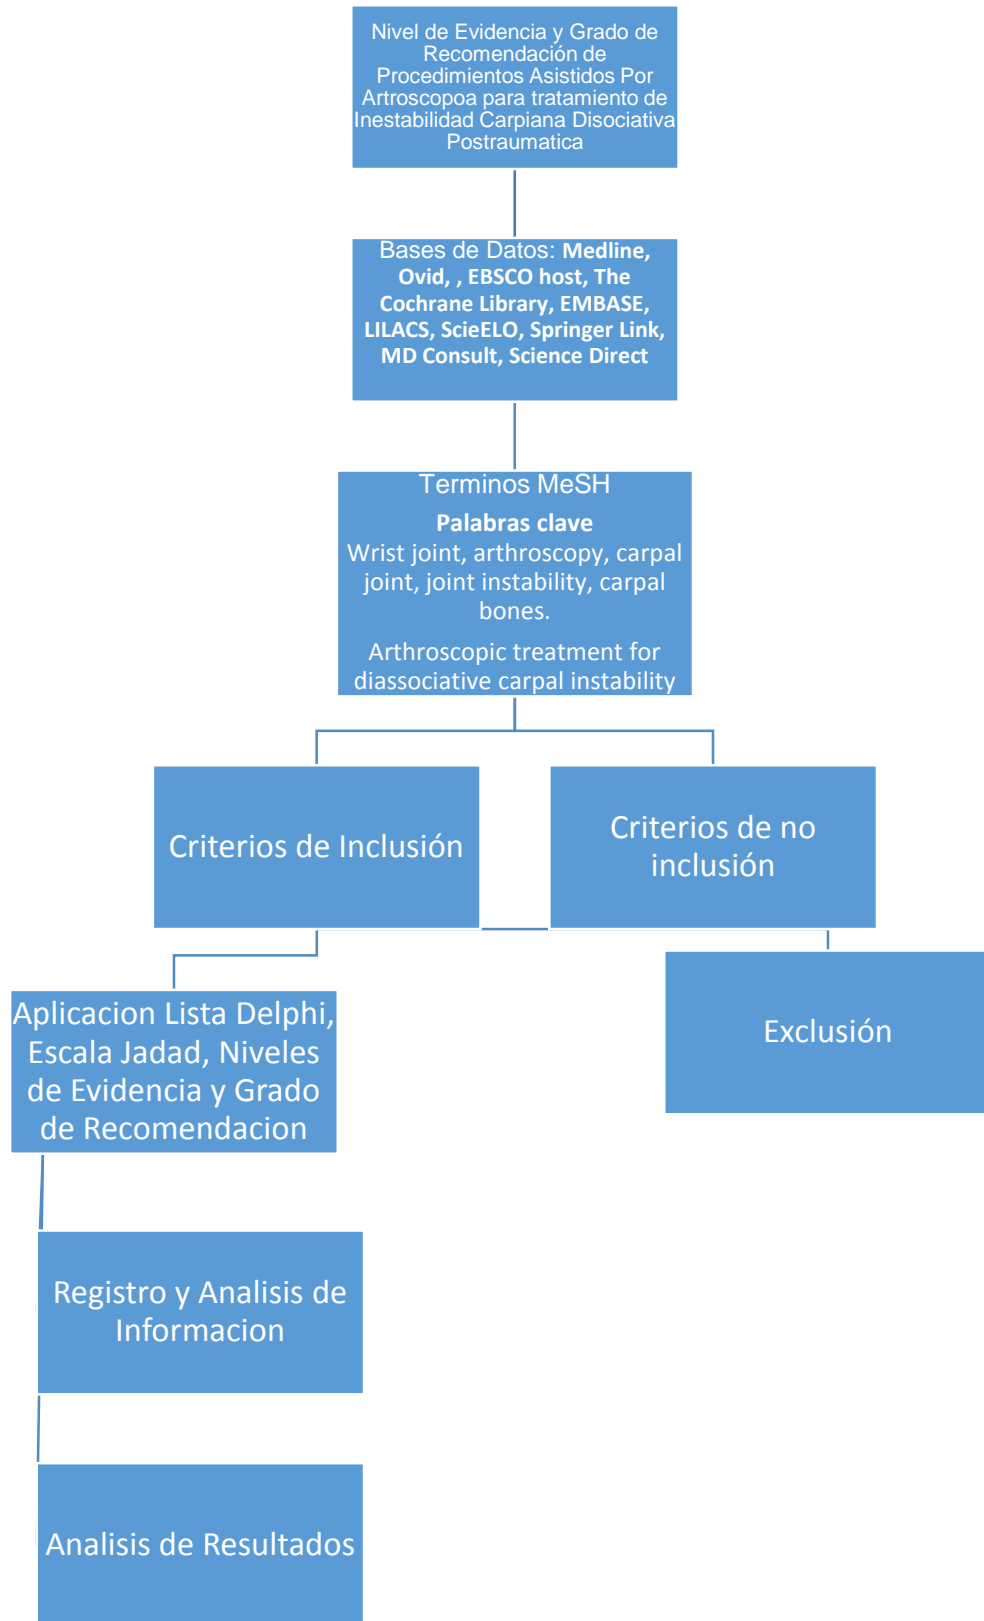 Nivel de Evidencia y Grado de
Recomendación de
Procedimientos Asistidos Por
Artroscopoa para tratamiento de
Inestabilidad Carpiana Disociativa
Postraumatica
Bases de Datos: Medline,
Ovid, , EBSCO host, The
Cochrane Library, EMBASE,
LILACS, ScieELO, Springer Link,
MD Consult, Science Direct
Terminos MeSH
Palabras clave
Wrist joint, arthroscopy, carpal
joint, joint instability, carpal
bones.
Arthroscopic treatment for
diassociative carpal instability
Criterios de Inclusión
Criterios de no
inclusión
Aplicacion Lista Delphi,
Escala Jadad, Niveles
de Evidencia y Grado
de Recomendacion
Exclusión
Registro y Analisis de
Informacion
Analisis de Resultados